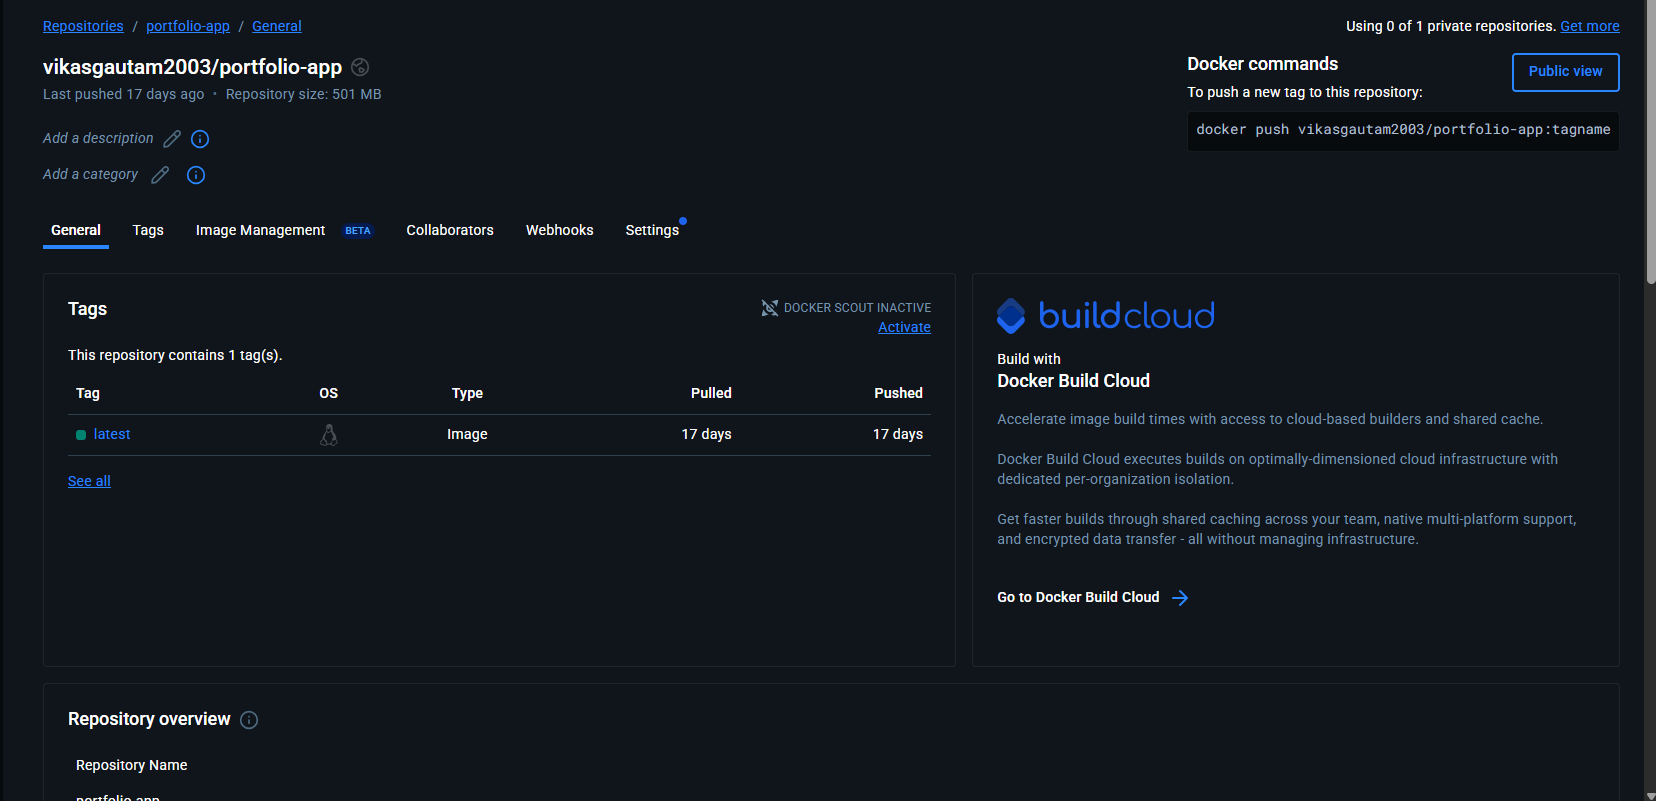 Repositories / portfolio-app / General
Using 0 of 1 private repositories. Get more
vikasgautam2003/portfolio-app
Last pushed 17 days ago • Repository size: 501 MB
Add a description
Add a category
Docker commands
Public view
To push a new tag to this repository:
docker push vikasgautam2003/portfolio-app:tagname
General Tags Image Management BETA Collaborators Webhooks Settings
Tags
DOCKER SCOUT INACTIVE
Activate
This repository contains 1 tag(s).
Tag OS Type Pulled Pushed
latest Image 17 days 17 days
See all
buildcloud
Build with
Docker Build Cloud
Accelerate image build times with access to cloud-based builders and shared cache.
Docker Build Cloud executes builds on optimally-dimensioned cloud infrastructure with
dedicated per-organization isolation.
Get faster builds through shared caching across your team, native multi-platform support,
and encrypted data transfer - all without managing infrastructure.
Go to Docker Build Cloud
Repository overview
Repository Name
portfolio-app